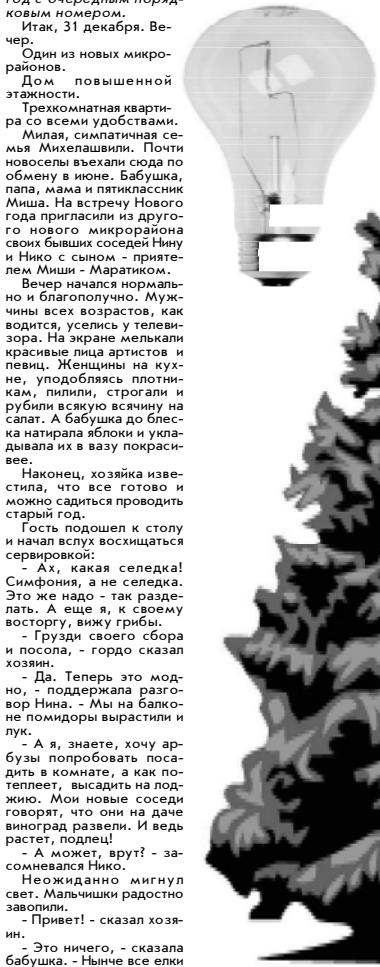 год с очередным поряд-
ковым номером.
Итак, 31 декабря. Ве-
чер.
Один из новых микро-
районов.
Дом повышенной
этажности.
Трехкомнатная кварти-
ра со всеми удобствами.
Милая, симпатичная се-
мья Михелашвили. Почти
новоселы въехали сюда по
обмену в июне. Бабушка,
папа, мама и пятиклассник
Миша. На встречу Нового
года пригласили из друго-
го нового микрорайона
своих бывших соседей Нину
и Нико с сыном - прияте-
лем Миши - Маратиком.
Вечер начался нормаль-
но и благополучно. Муж-
чины всех возрастов, как
водится, уселись у телеви-
зора. На экране мелькали
красивые лица артистов и
певиц. Женщины на кух-
не, уподобляясь плотни-
кам, пилили, строгали и
рубили всякую всячину на
салат. А бабушка до блес-
ка натирала яблоки и укла-
дывала их в вазу покраси-
вее.
Наконец, хозяйка изве-
стила, что все готово и
можно садиться проводить
старый год.
Гость подошел к столу
и начал вслух восхищаться
сервировкой:
- Ах, какая селедка!
Симфония, а не селедка.
Это же надо - так разде-
лать. А еще я, к своему
восторгу, вижу грибы.
- Грузди своего сбора
и посола, - гордо сказал
хозяин.
- Да. Теперь это мод-
но, - поддержала разго-
вор Нина. - Мы на балко-
не помидоры вырастили и
лук.
- А я, знаете, хочу ар-
бузы попробовать поса-
дить в комнате, а как по-
теплеет, высадить на лод-
жию. Мои новые соседи
говорят, что они на даче
виноград развели. И ведь
растет, подлец!
- А может, врут? - за-
сомневался Нико.
Неожиданно мигнул
свет. Мальчишки радостно
завопили.
- Привет! - сказал хозя-
ин.
- Это ничего, - сказала
бабушка. - Нынче все елки